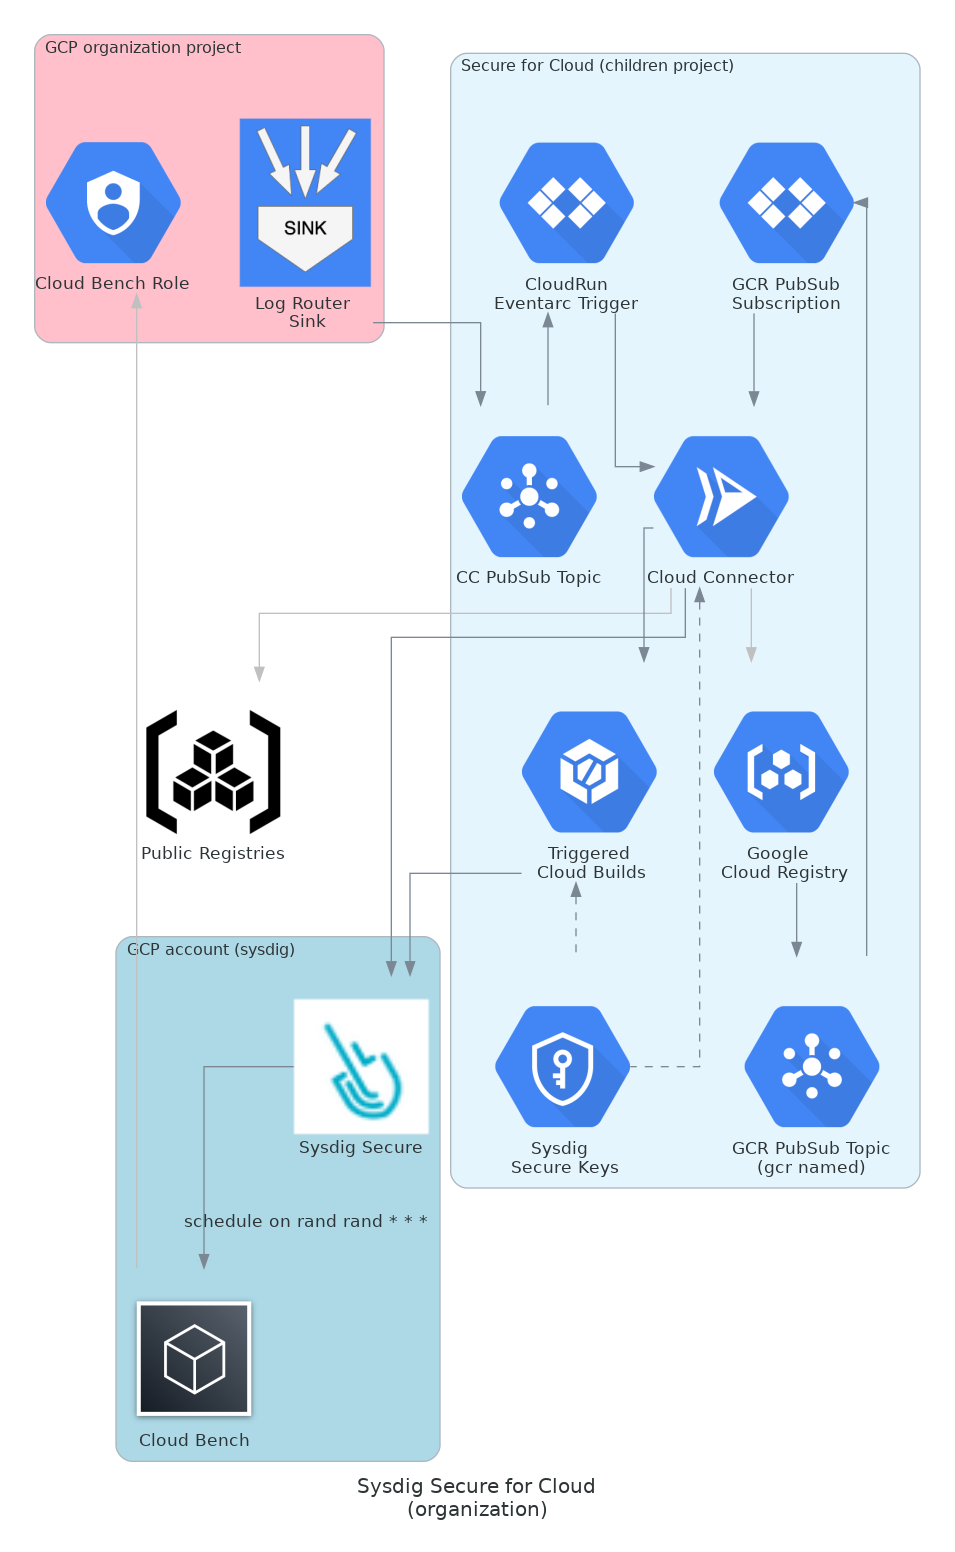 GCP organization project
Secure for Cloud (children project)
SINK
Cloud Bench Role
Log Router
Sink
CloudRun
Eventarc Trigger
GCR PubSub
Subscription
CC PubSub Topic
Cloud Connector
Public Registries
Triggered
Cloud Builds
Google
Cloud Registry
GCP account (sysdig)
Sysdig Secure
Sysdig
Secure Keys
GCR PubSub Topic
(gcr named)
schedule on rand rand * * *
Cloud Bench
Sysdig Secure for Cloud
(organization)